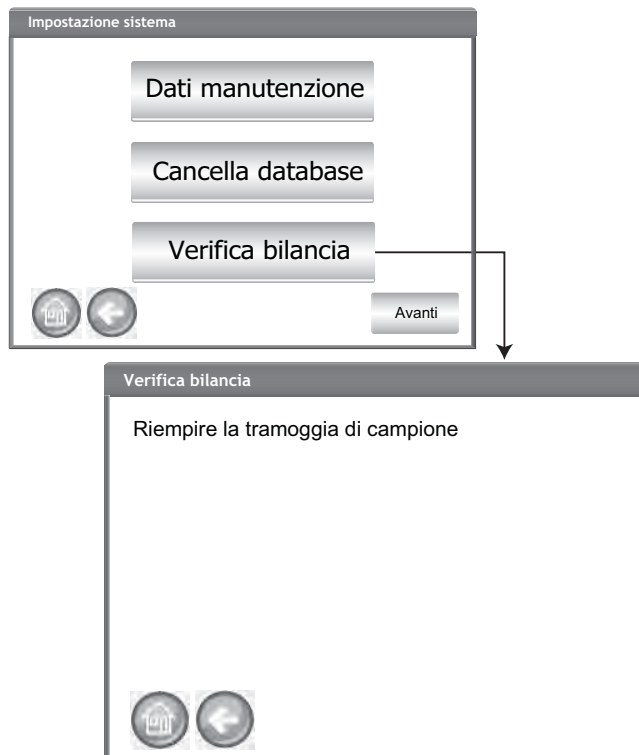 Impostazione sistema
Dati manutenzione
Cancella database
Verifica bilancia
Avanti
Verifica bilancia
Riempire la tramoggia di campione